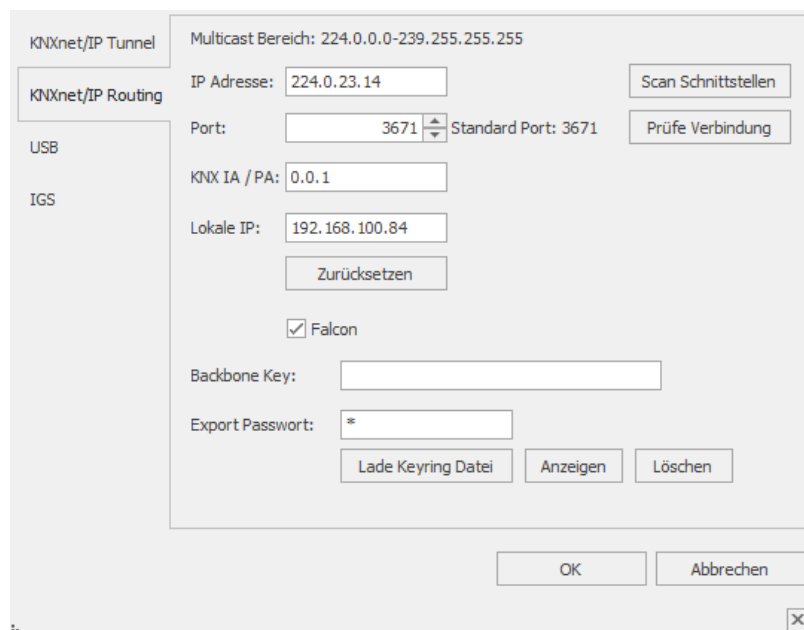 KNXnet/IP Tunnel
KNXnet/IP Routing
USB
IGS
Multicast Bereich: 224.0.0.0-239.255.255.255
IP Adresse: 224.0.23.14 Scan Schnittstellen
Port: 3671 Standard Port: 3671 Prüfe Verbindung
KNX IA / PA: 0.0.1
Lokale IP: 192.168.100.84
Zurücksetzen
Falcon
Backbone Key:
Export Passwort: *
Lade Keyring Datei Anzeigen Löschen
OK Abbrechen